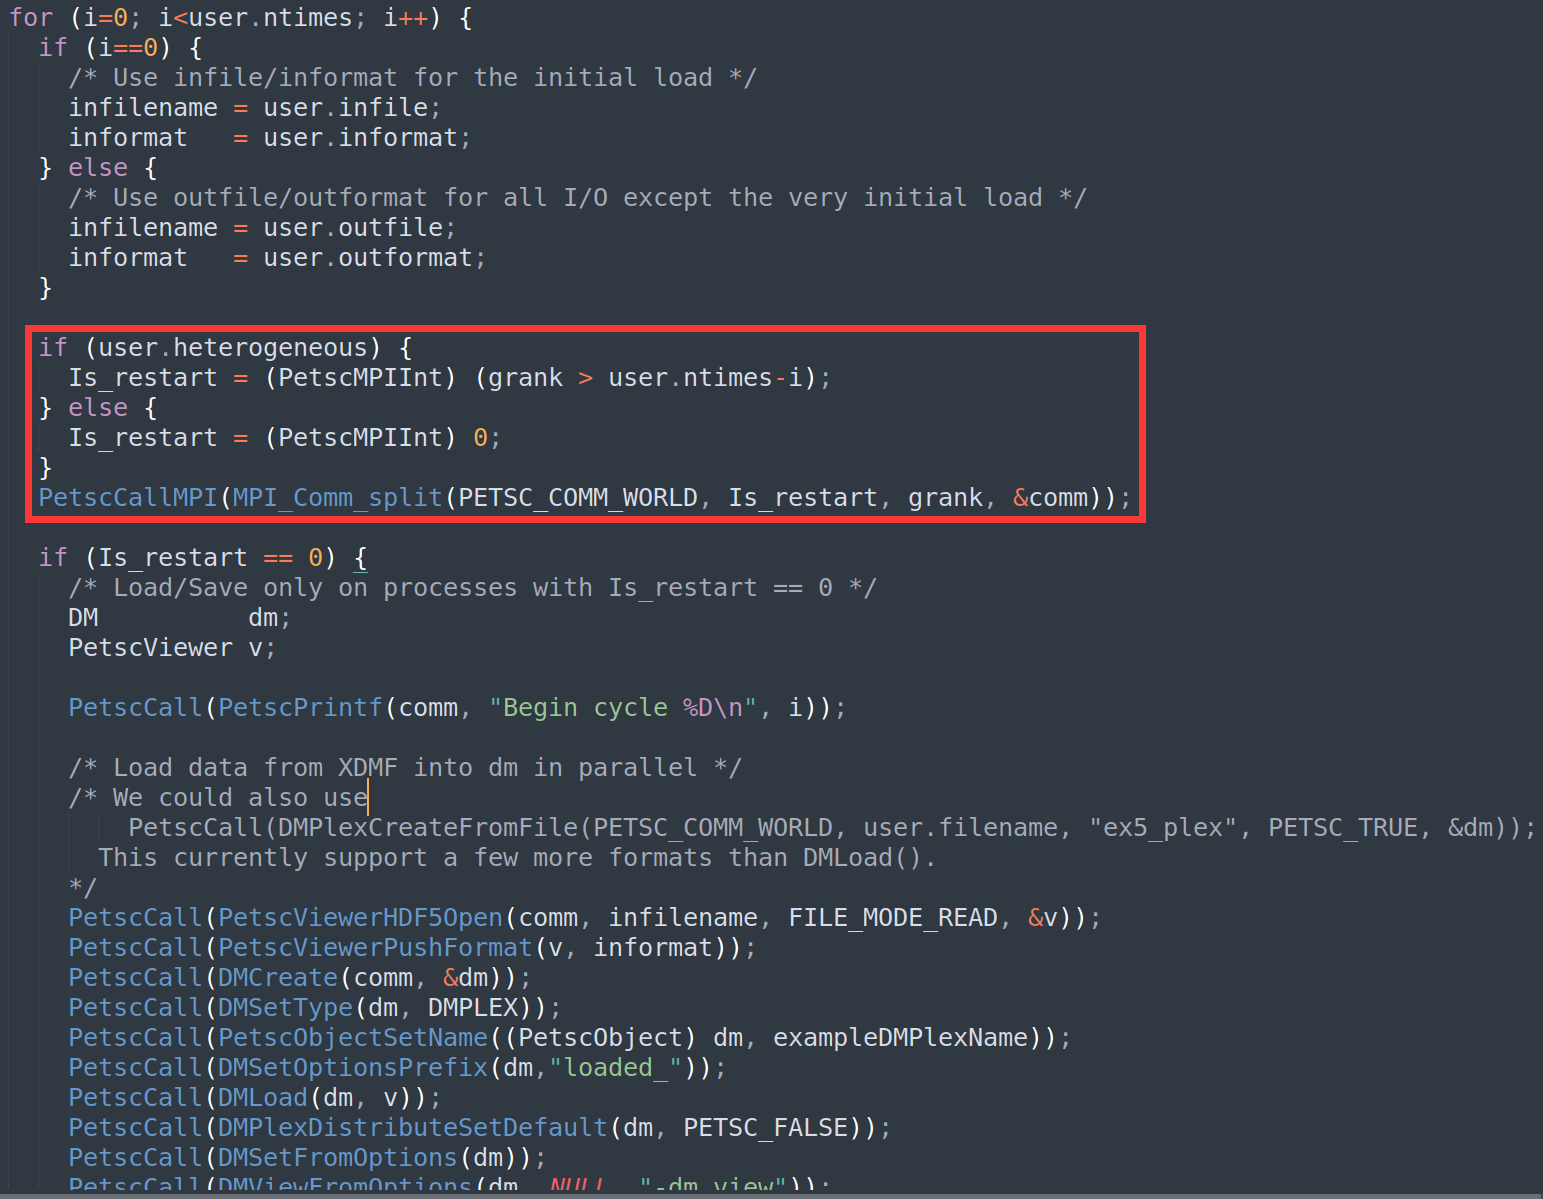 for (i=0; i<user.ntimes; i++) {
  if (i==0) {
    /* Use infile/informat for the initial load */
    infilename = user.infile;
    informat   = user.informat;
  } else {
    /* Use outfile/outformat for all I/O except the very initial load */
    infilename = user.outfile;
    informat   = user.outformat;
  }
  if (user.heterogeneous) {
    Is_restart = (PetscMPIInt) (grank > user.ntimes-i);
  } else {
    Is_restart = (PetscMPIInt) 0;
  }
  PetscCallMPI(MPI_Comm_split(PETSC_COMM_WORLD, Is_restart, grank, &comm));
  if (Is_restart == 0) {
    /* Load/Save only on processes with Is_restart == 0 */
    DM          dm;
    PetscViewer v;
    PetscCall(PetscPrintf(comm, "Begin cycle %D\n", i));
    /* Load data from XDMF into dm in parallel */
    /* We could also use
        PetscCall(DMPlexCreateFromFile(PETSC_COMM_WORLD, user.filename, "ex5_plex", PETSC_TRUE, &dm));
      This currently support a few more formats than DMLoad().
    */
    PetscCall(PetscViewerHDF5Open(comm, infilename, FILE_MODE_READ, &v));
    PetscCall(PetscViewerPushFormat(v, informat));
    PetscCall(DMCreate(comm, &dm));
    PetscCall(DMSetType(dm, DMPLEX));
    PetscCall(PetscObjectSetName((PetscObject) dm, exampleDMPlexName));
    PetscCall(DMSetOptionsPrefix(dm,"loaded_"));
    PetscCall(DMLoad(dm, v));
    PetscCall(DMPlexDistributeSetDefault(dm, PETSC_FALSE));
    PetscCall(DMSetFromOptions(dm));
    PetscCall(DMViewFromOptions(dm, NULL, "-dm_view"));